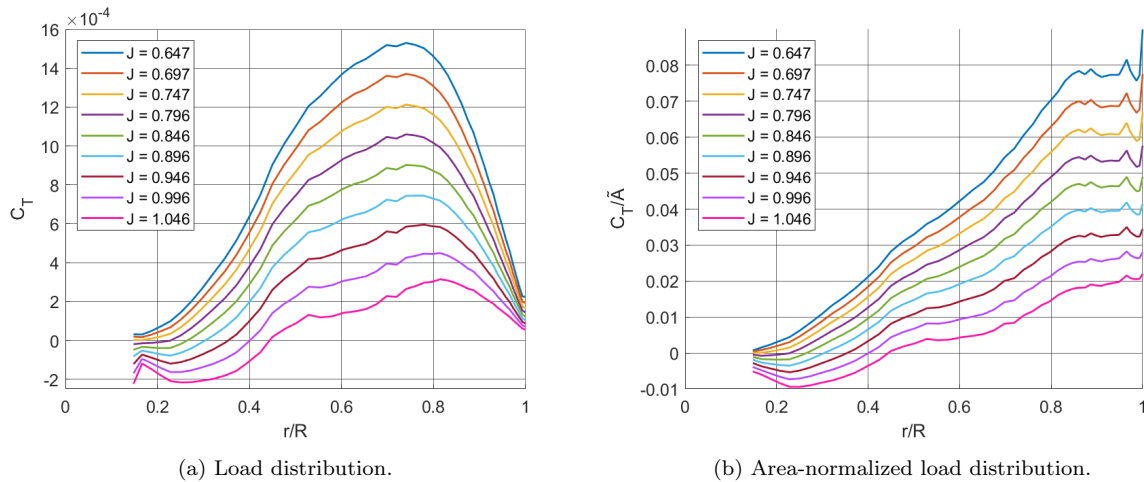 ×10⁻⁴
16
14
12
10
8
6
4
2
0
-2
C_T
J = 0.647
J = 0.697
J = 0.747
J = 0.796
J = 0.846
J = 0.896
J = 0.946
J = 0.996
J = 1.046
0 0.2 0.4 0.6 0.8 1
r/R
(a) Load distribution.
0.08
0.07
0.06
0.05
0.04
0.03
0.02
0.01
0
-0.01
C_T/Ã
J = 0.647
J = 0.697
J = 0.747
J = 0.796
J = 0.846
J = 0.896
J = 0.946
J = 0.996
J = 1.046
0 0.2 0.4 0.6 0.8 1
r/R
(b) Area-normalized load distribution.